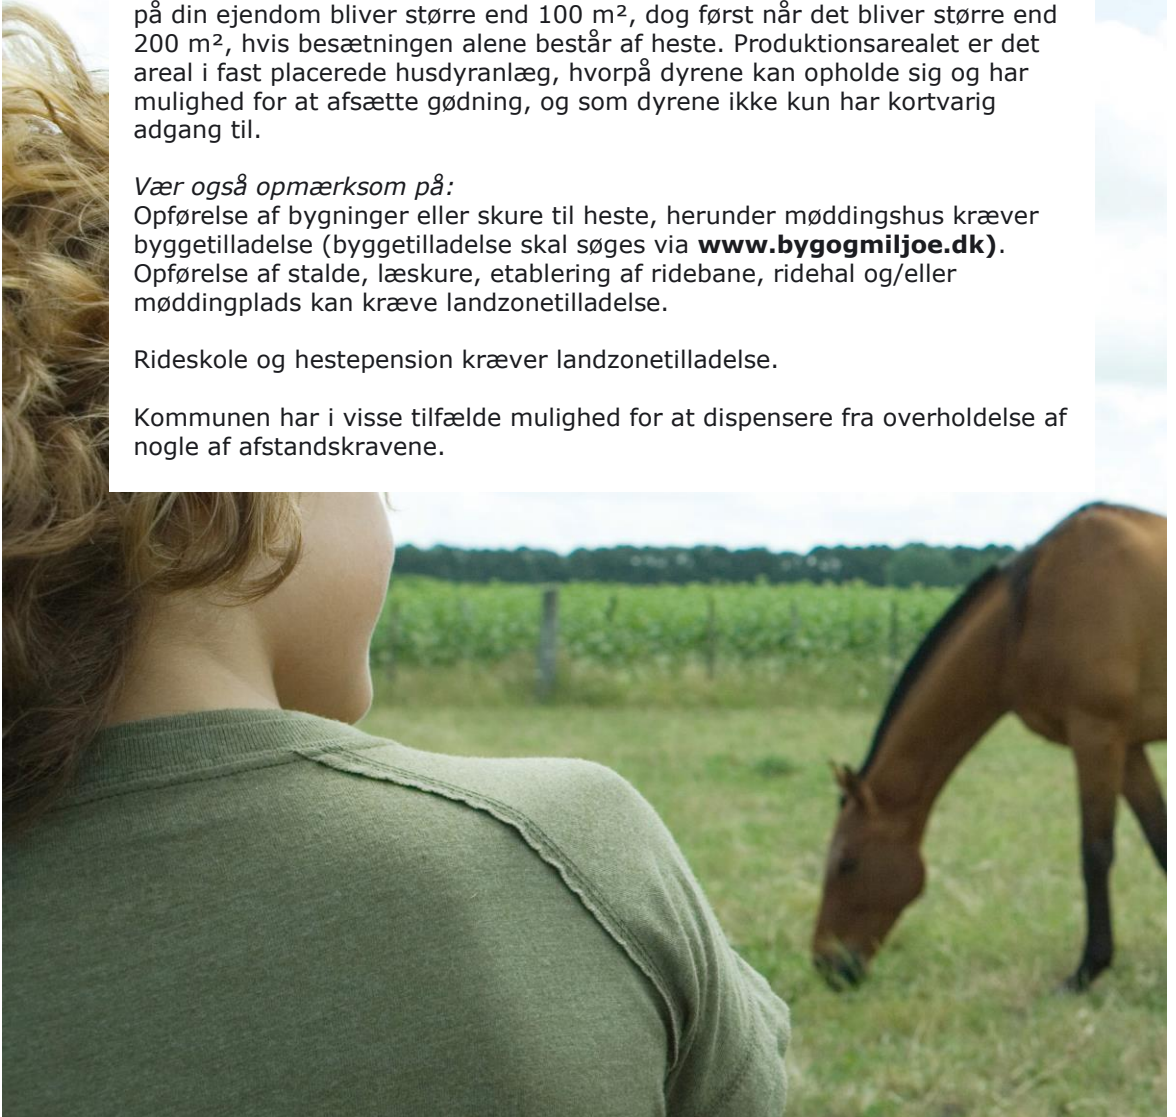 på din ejendom bliver større end 100 m², dog først når det bliver større end
200 m², hvis besætningen alene består af heste. Produktionsarealet er det
areal i fast placerede husdyranlæg, hvorpå dyrene kan opholde sig og har
mulighed for at afsætte gødning, og som dyrene ikke kun har kortvarig
adgang til.
Vær også opmærksom på:
Opførelse af bygninger eller skure til heste, herunder møddingshus kræver
byggetilladelse (byggetilladelse skal søges via www.bygogmiljoe.dk).
Opførelse af stalde, læskure, etablering af ridebane, ridehal og/eller
møddingplads kan kræve landzonetilladelse.
Rideskole og hestepension kræver landzonetilladelse.
Kommunen har i visse tilfælde mulighed for at dispensere fra overholdelse af
nogle af afstandskravene.